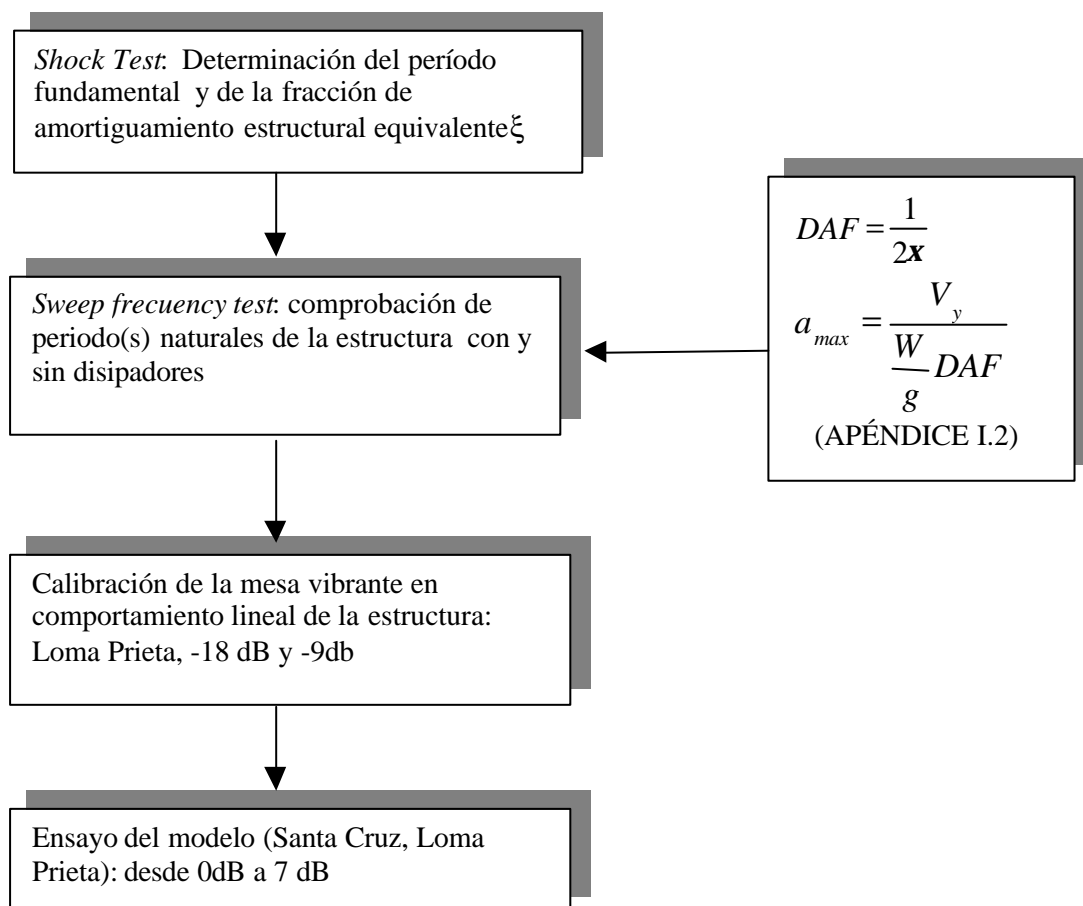 Shock Test: Determinación del período
fundamental y de la fracción de
amortiguamiento estructural equivalenteξ
Sweep frecuency test: comprobación de
periodo(s) naturales de la estructura con y
sin disipadores
DAF = 1 / 2x
a_max = V_y / (W/g DAF)
(APÉNDICE I.2)
Calibración de la mesa vibrante en
comportamiento lineal de la estructura:
Loma Prieta, -18 dB y -9db
Ensayo del modelo (Santa Cruz, Loma
Prieta): desde 0dB a 7 dB